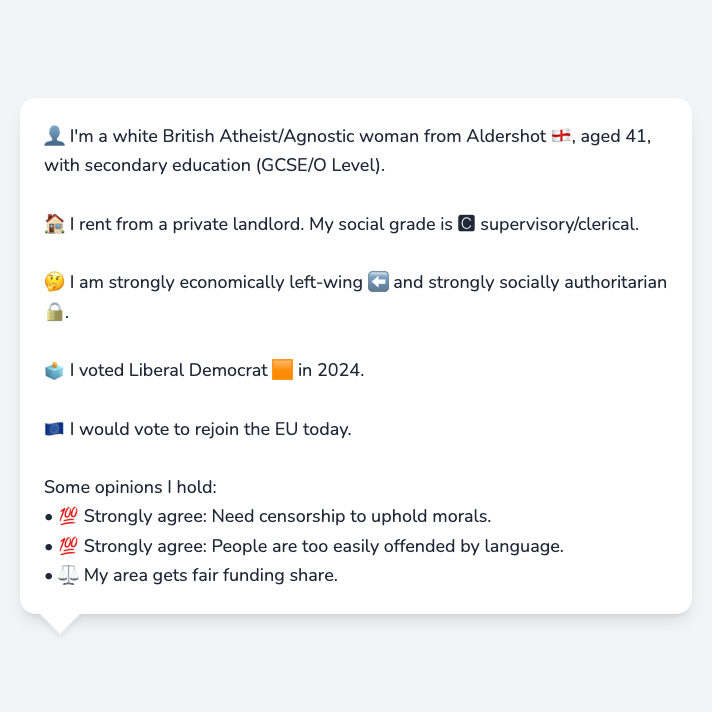 👤 I'm a white British Atheist/Agnostic woman from Aldershot 🏴󠁧󠁢󠁥󠁮󠁧󠁿, aged 41,
with secondary education (GCSE/O Level).
🏠 I rent from a private landlord. My social grade is 🅲 supervisory/clerical.
🤔 I am strongly economically left-wing ⬅️ and strongly socially authoritarian
🔒.
🗳️ I voted Liberal Democrat 🟧 in 2024.
🇪🇺 I would vote to rejoin the EU today.
Some opinions I hold:
• 💯 Strongly agree: Need censorship to uphold morals.
• 💯 Strongly agree: People are too easily offended by language.
• ⚖️ My area gets fair funding share.